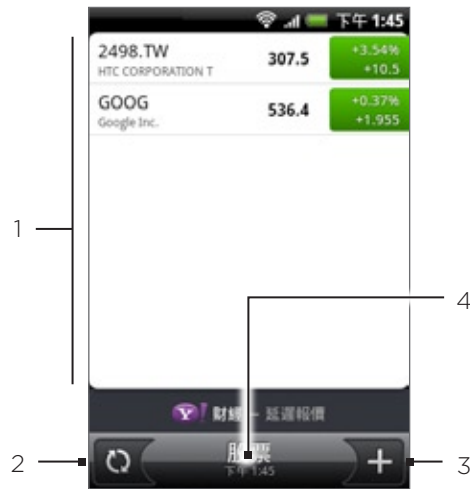 下午 1:45
2498.TW
HTC CORPORATION T
307.5
+3.54%
+10.5
GOOG
Google Inc.
536.4
+0.37%
+1.955
1
4
Y! 財經 - 延遲報價
2
股票
下午 1:45
3